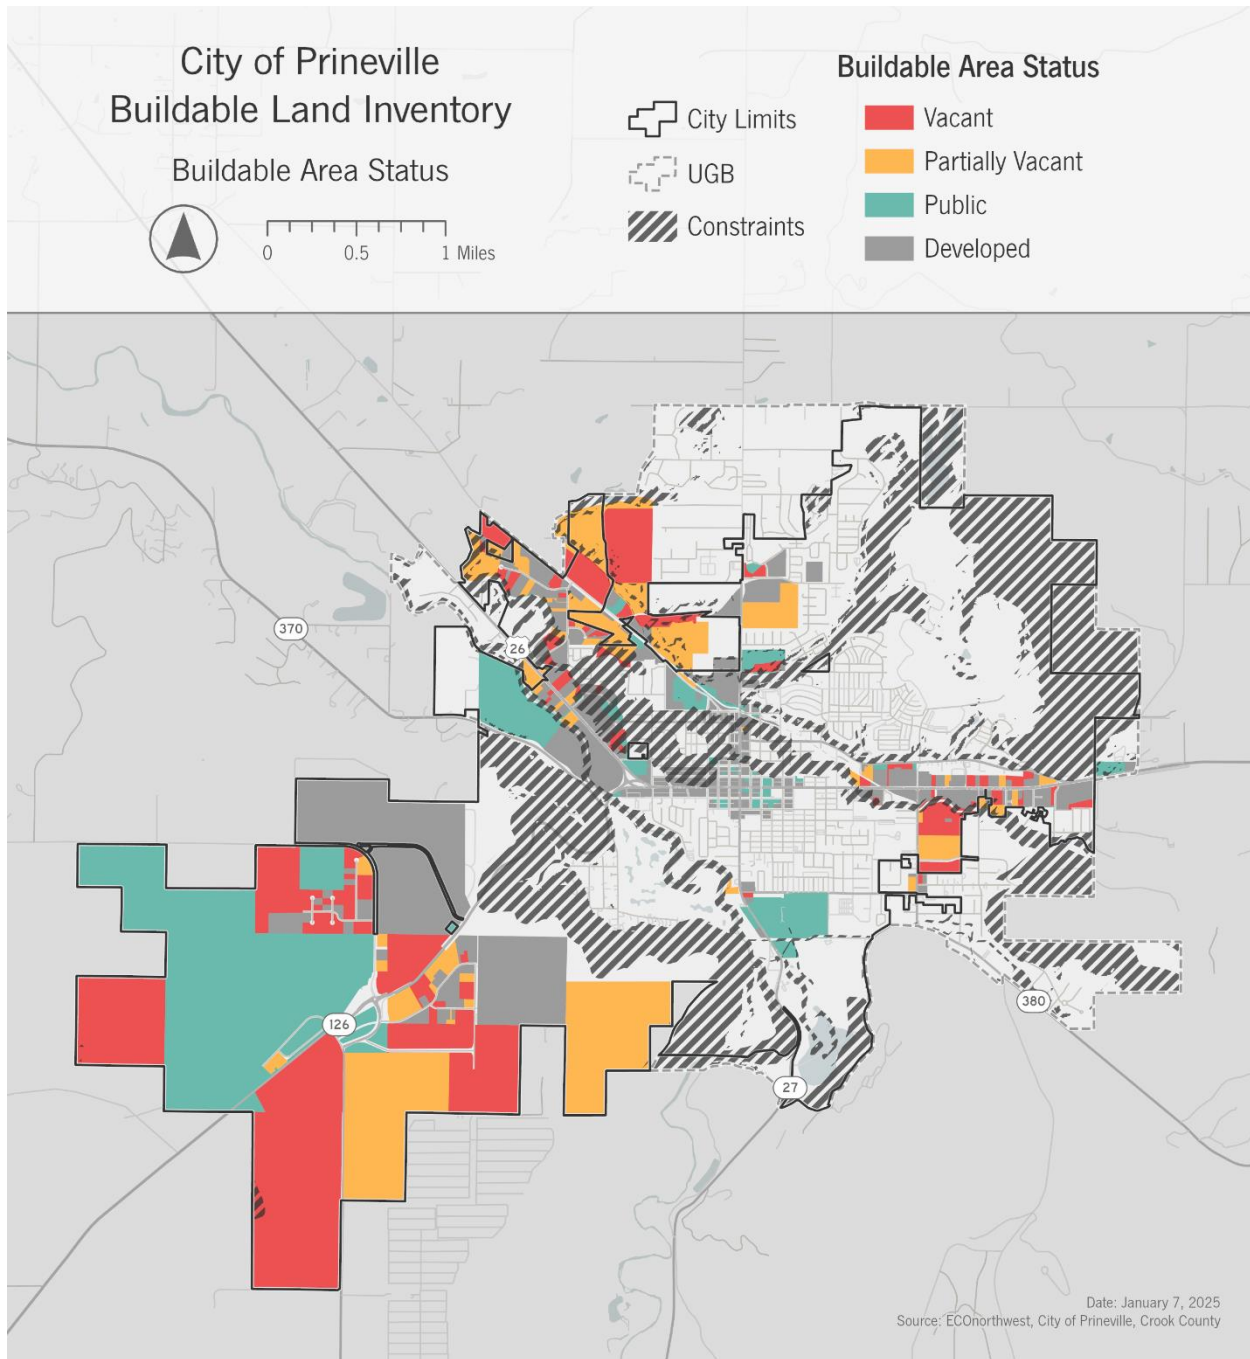 City of Prineville
Buildable Land Inventory
Buildable Area Status
0 0.5 1 Miles
City Limits
UGB
Constraints
Buildable Area Status
Vacant
Partially Vacant
Public
Developed
370
26
126
380
27
Date: January 7, 2025
Source: ECOnorthwest, City of Prineville, Crook County